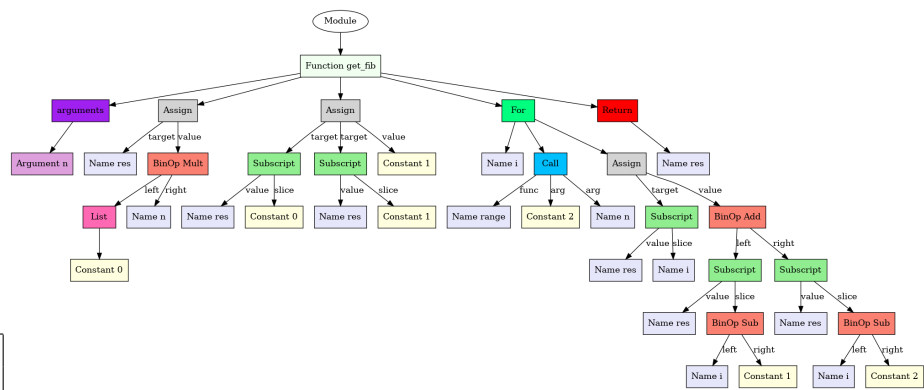 Module
Function get_fib
arguments Assign Assign For Return
target value target target value
Argument n Name res BinOp Mult Subscript Subscript Constant 1 Name i Call Assign Name res
left right value slice value slice func arg arg target value
List Name n Name res Constant 0 Name res Constant 1 Name range Constant 2 Name n Subscript BinOp Add
value slice left right
Constant 0 Name res Name i Subscript Subscript
value slice value slice
Name res BinOp Sub Name res BinOp Sub
left right left right
Name i Constant 1 Name i Constant 2